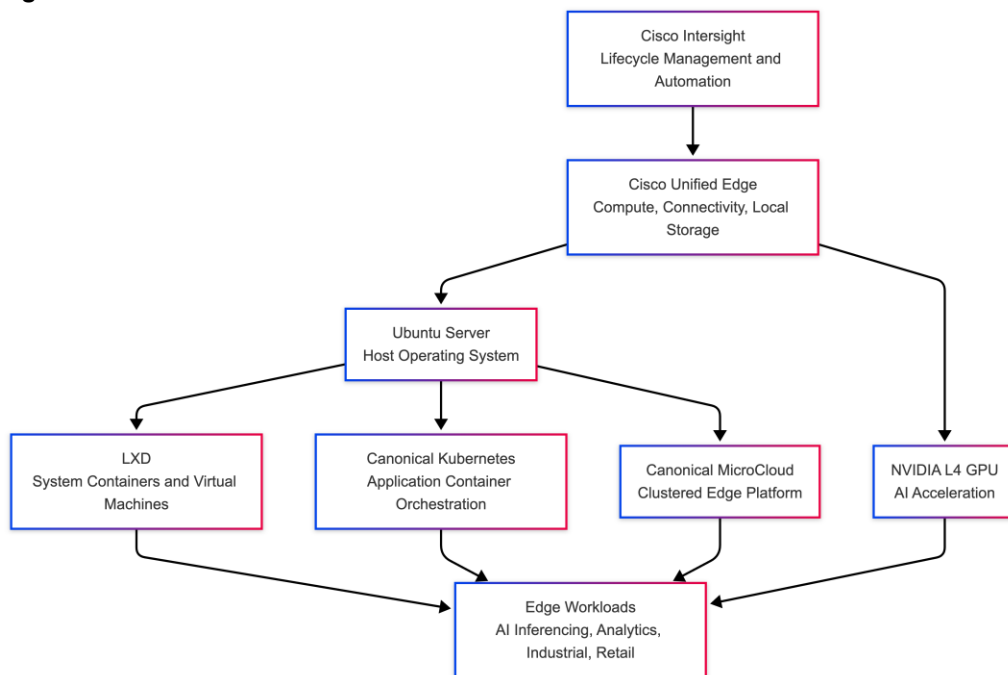 Cisco Intersight
Lifecycle Management and
Automation
Cisco Unified Edge
Compute, Connectivity, Local
Storage
Ubuntu Server
Host Operating System
LXD
System Containers and Virtual
Machines
Canonical Kubernetes
Application Container
Orchestration
Canonical MicroCloud
Clustered Edge Platform
NVIDIA L4 GPU
AI Acceleration
Edge Workloads
AI Inferencing, Analytics,
Industrial, Retail